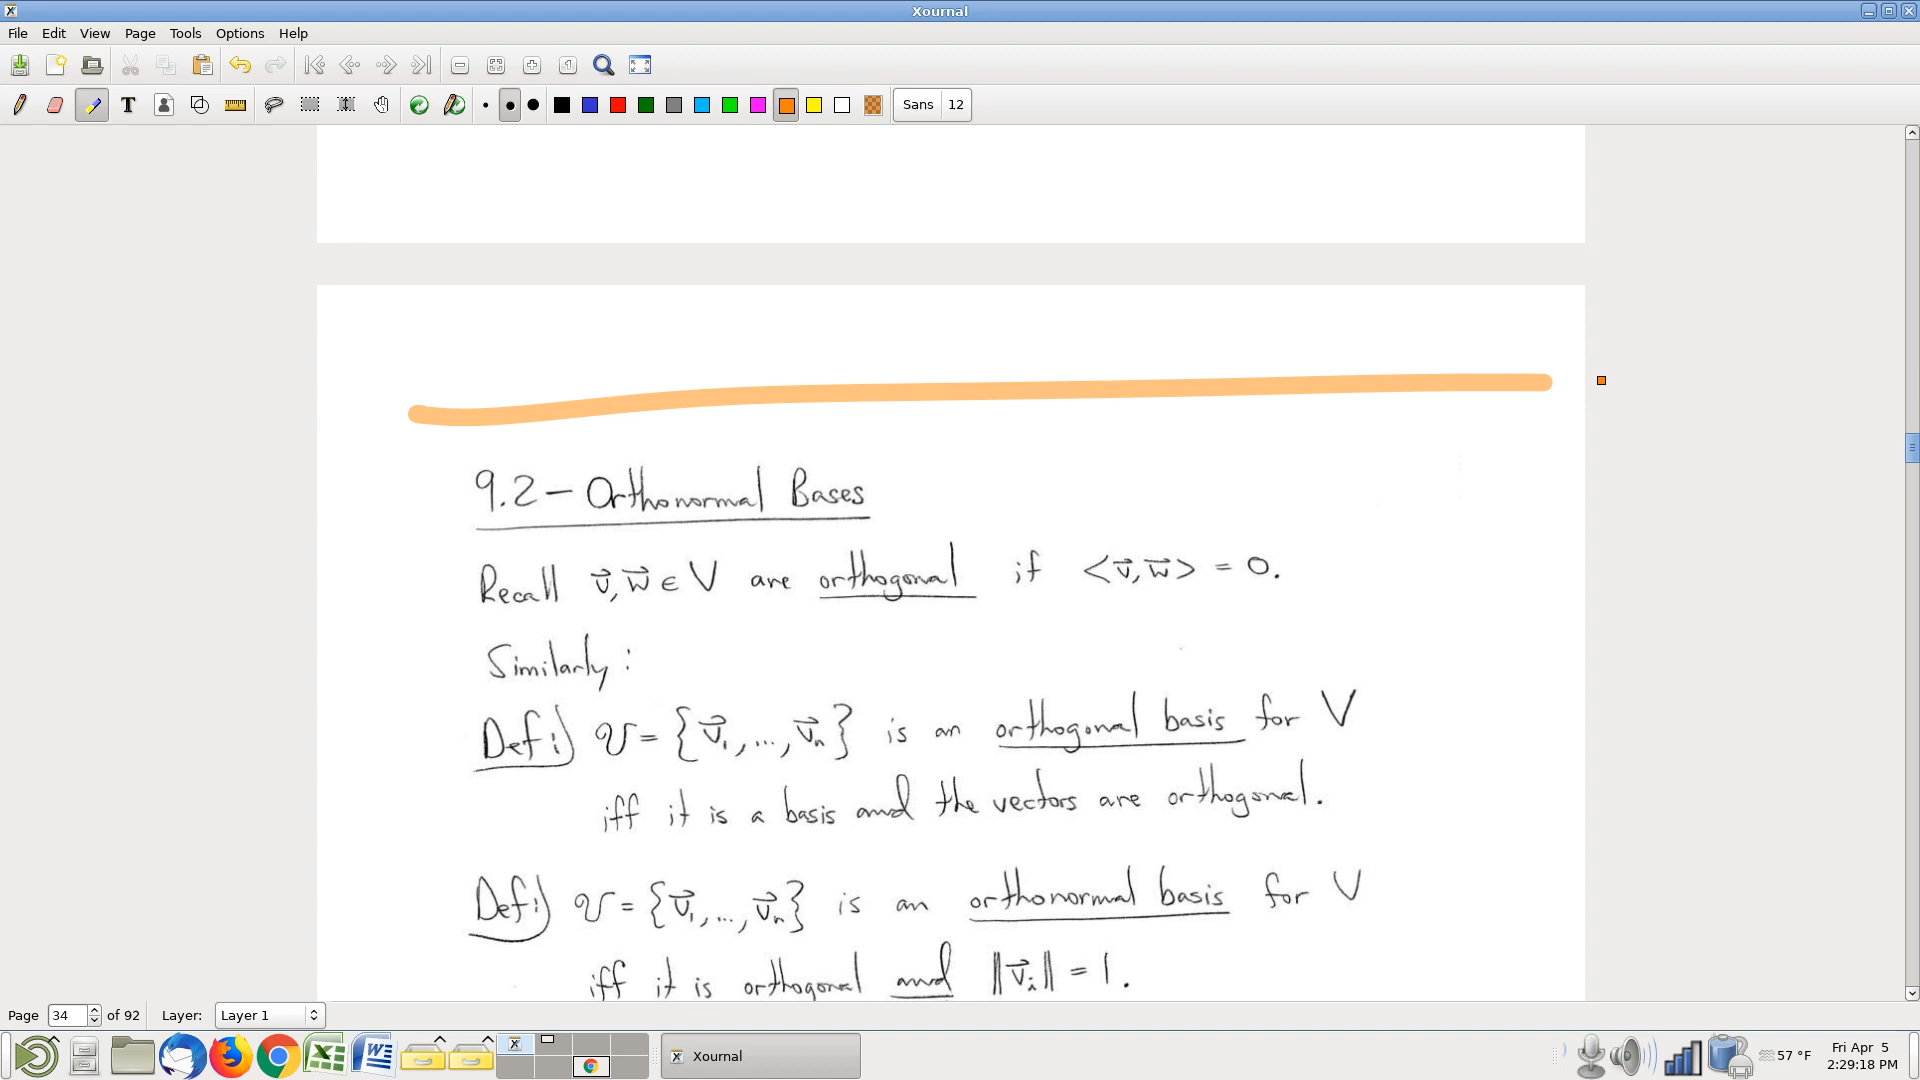 Xournal
File Edit View Page Tools Options Help
Sans 12
9.2 – Orthonormal Bases
Recall v⃗, w⃗ ∈ V are orthogonal if <v⃗, w⃗> = 0.
Similarly :
Def:) 𝒱 = {v⃗₁, ..., v⃗ₙ} is an orthogonal basis for V
iff it is a basis and the vectors are orthogonal.
Def:) 𝒱 = {v⃗₁, ..., v⃗ₙ} is an orthonormal basis for V
iff it is orthogonal and ‖v⃗ᵢ‖ = 1.
Page 34 of 92 Layer: Layer 1
Xournal
57 °F
Fri Apr 5
2:29:18 PM